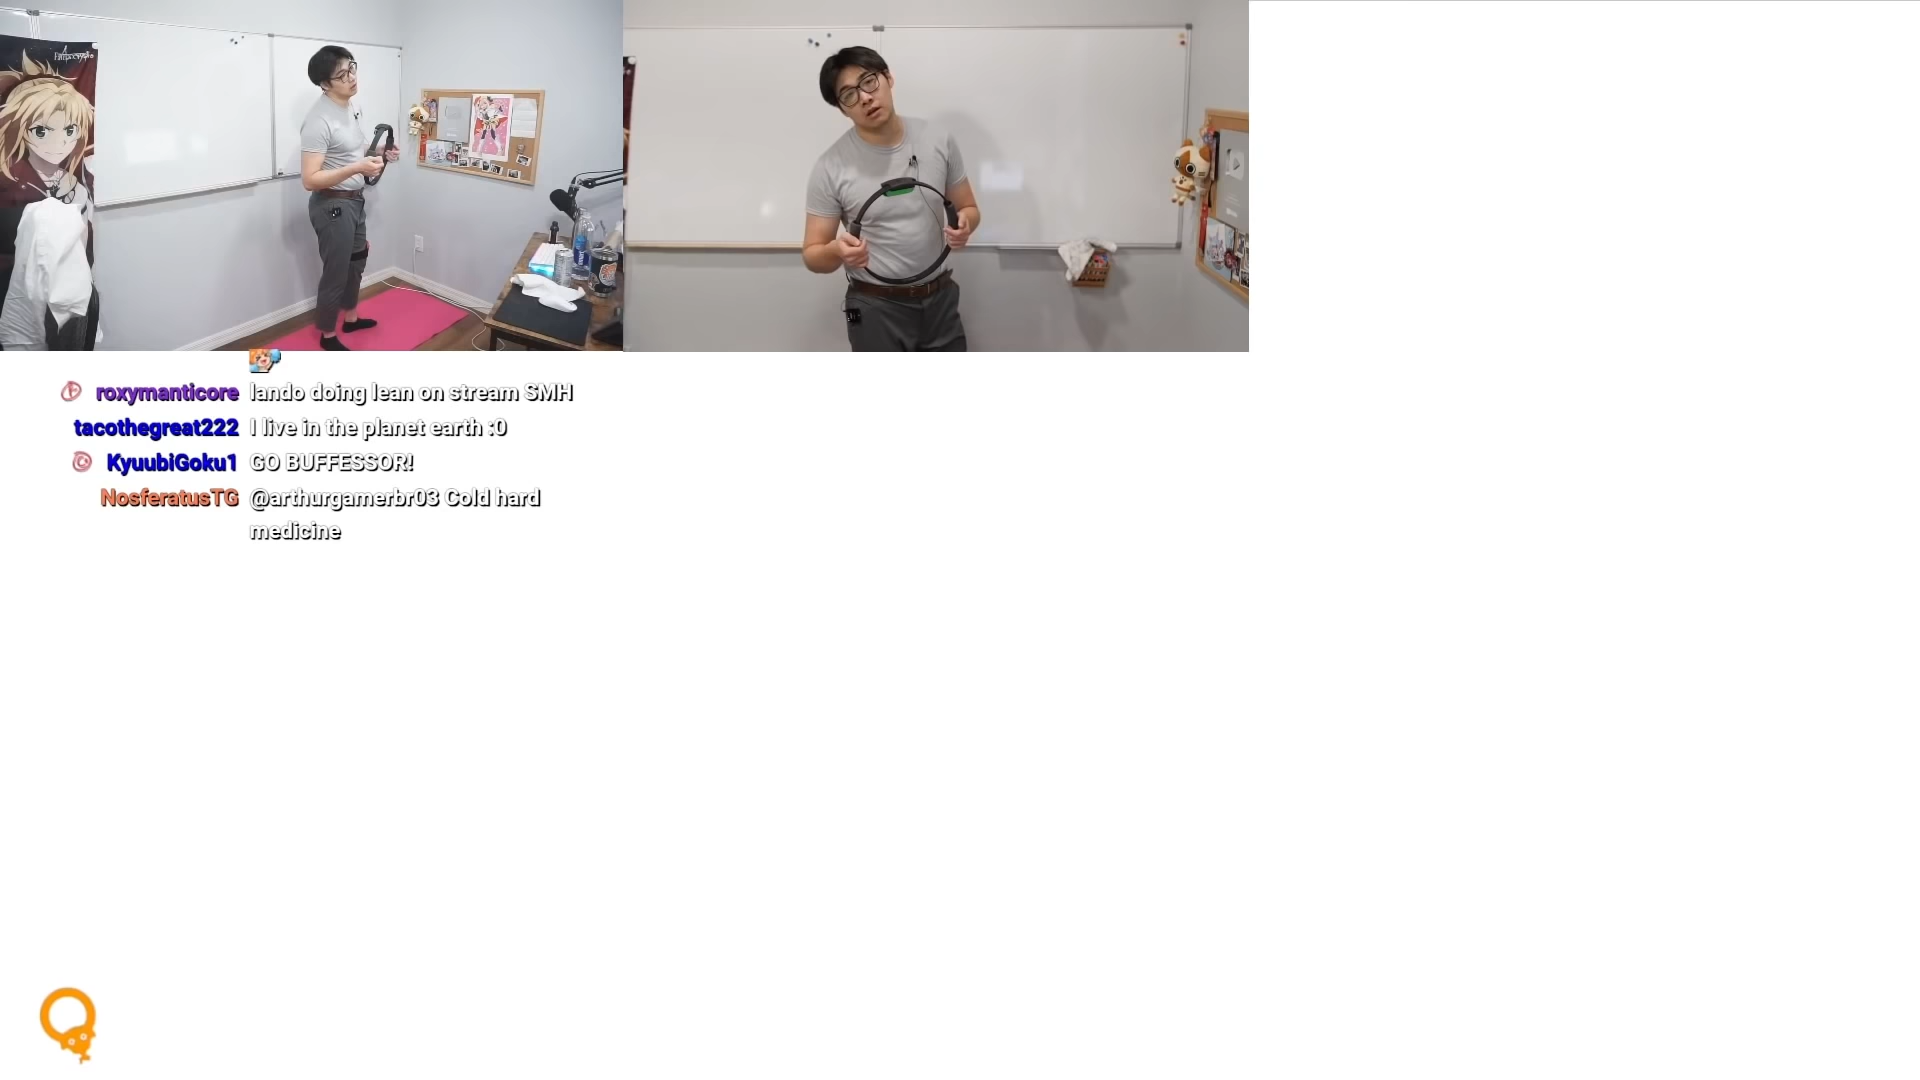 roxymanticore lando doing lean on stream SMH
tacothegreat222 I live in the planet earth :0
KyuubiGoku1 GO BUFFESSOR!
NosferatusTG @arthurgamerbr03 Cold hard
medicine